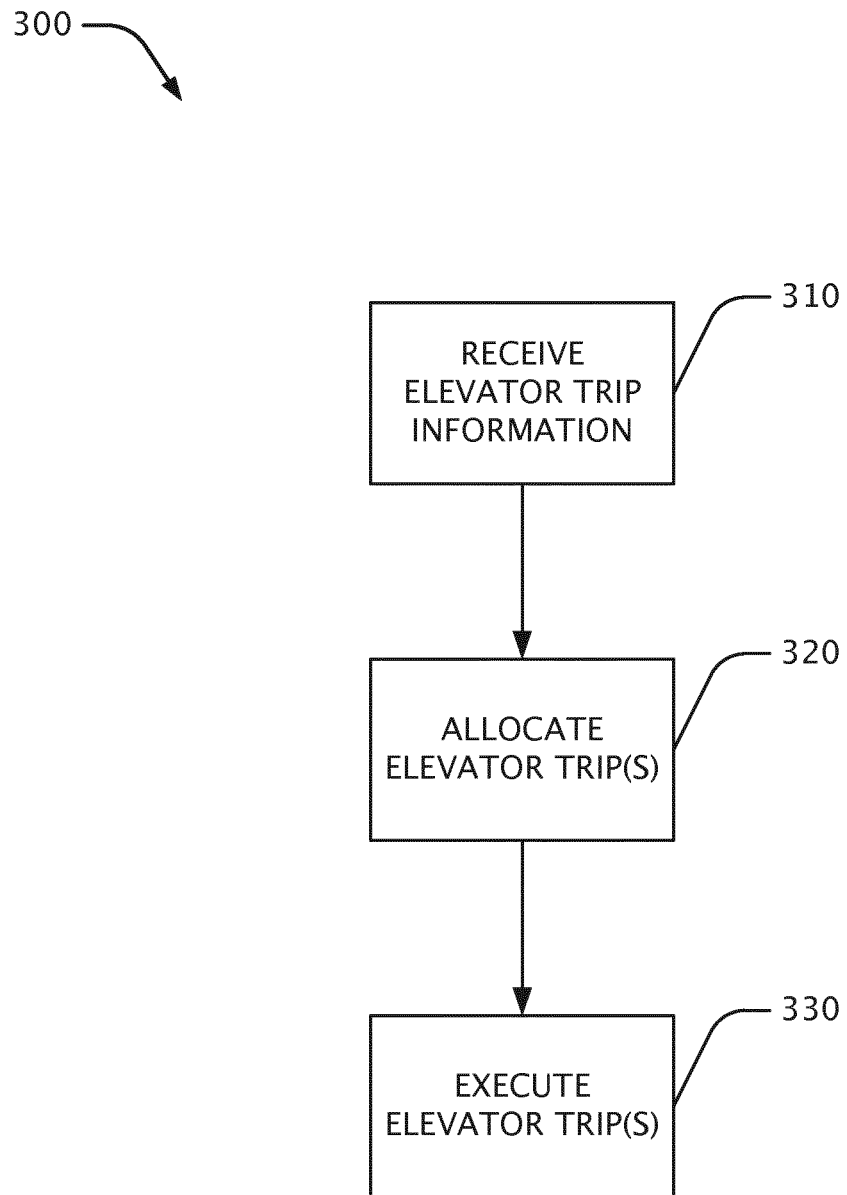 300
310
RECEIVE
ELEVATOR TRIP
INFORMATION
320
ALLOCATE
ELEVATOR TRIP(S)
330
EXECUTE
ELEVATOR TRIP(S)